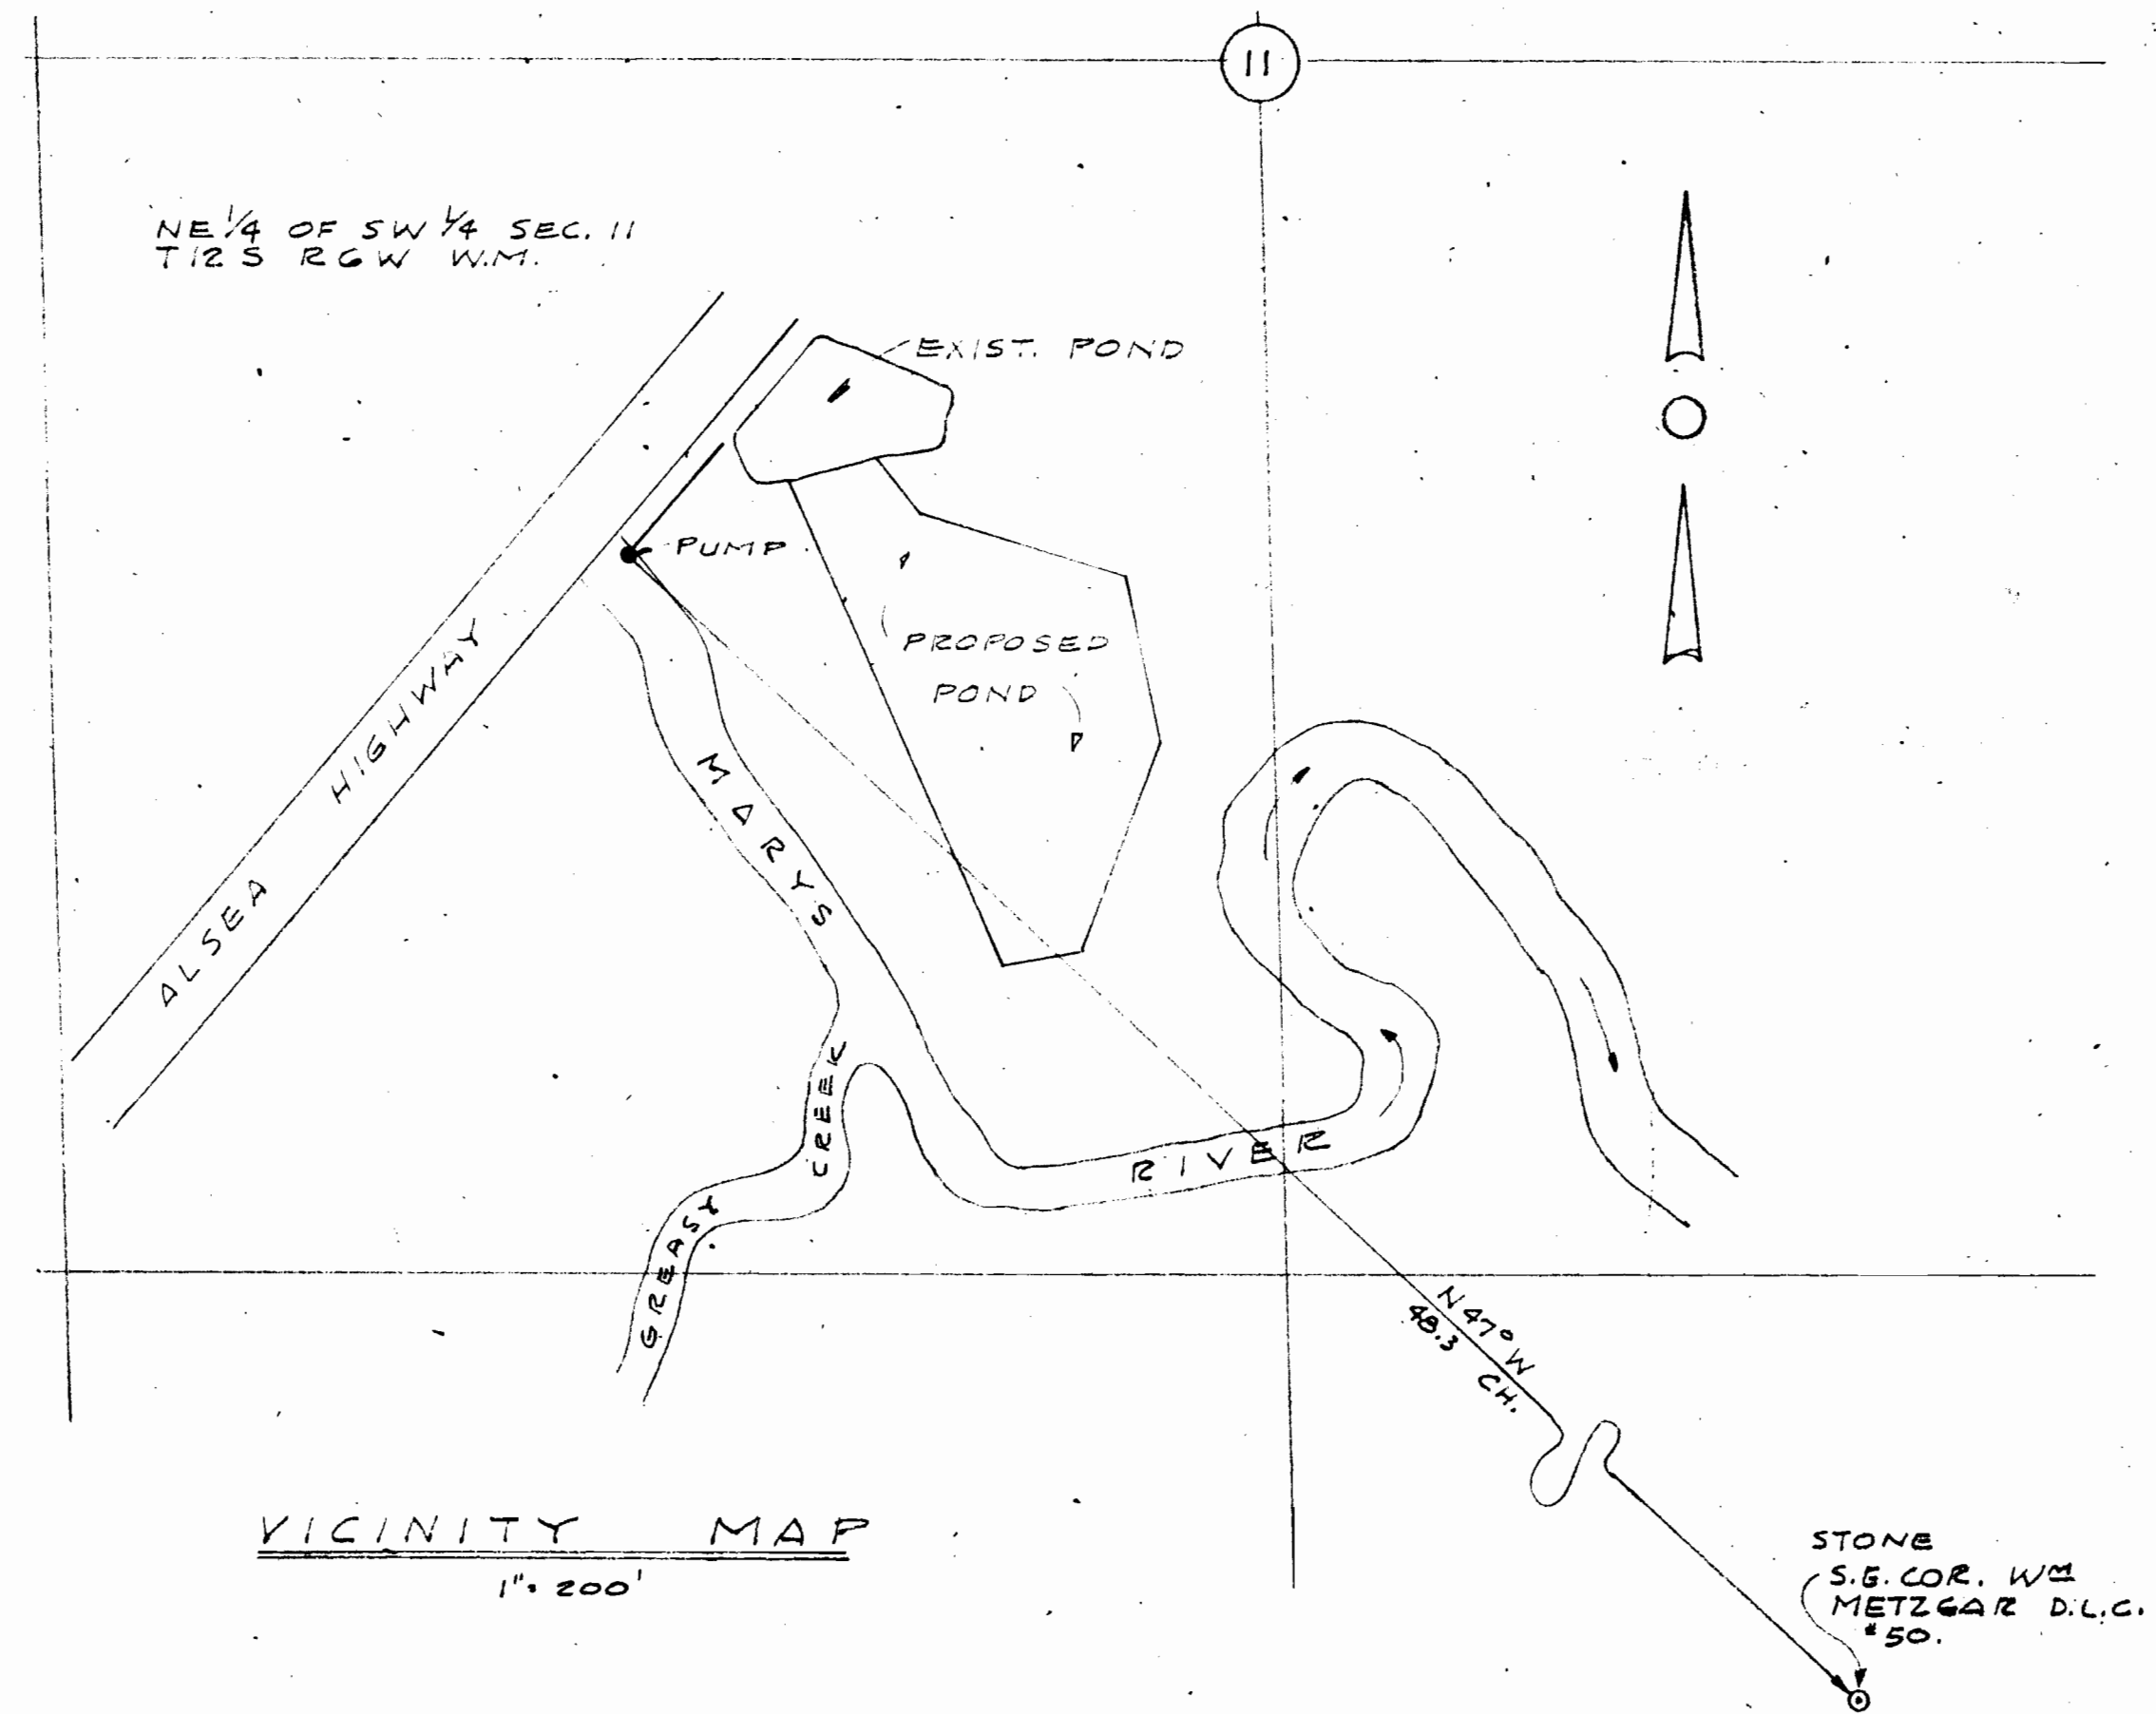 11
NE 1/4 OF SW 1/4 SEC. 11
T12S R6W W.M.
EXIST. POND
PUMP
PROPOSED
POND
ALSEA HIGHWAY
MARYS RIVER
GREASY CREEK
N47°W
48.3 CH.
VICINITY MAP
1"= 200'
STONE
S.E. COR. WM
METZGAR D.L.C.
#50.